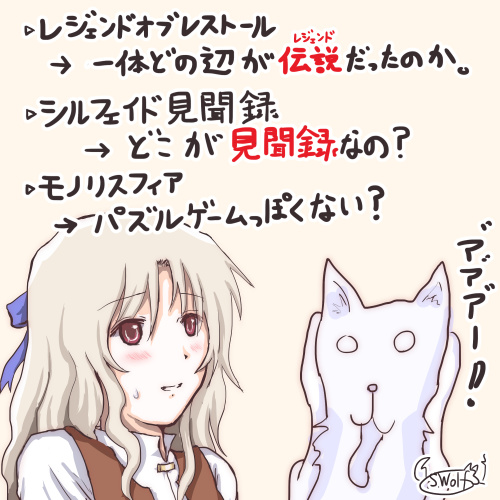 ▷レジェンドオブレストール
→ 一体どの辺が伝説だったのか。
レジェンド
▷シルフェイド見聞録
→ どこが見聞録なの?
▷モノリスフィア
→ パズルゲームっぽくない?
アアアー!!
SWolf